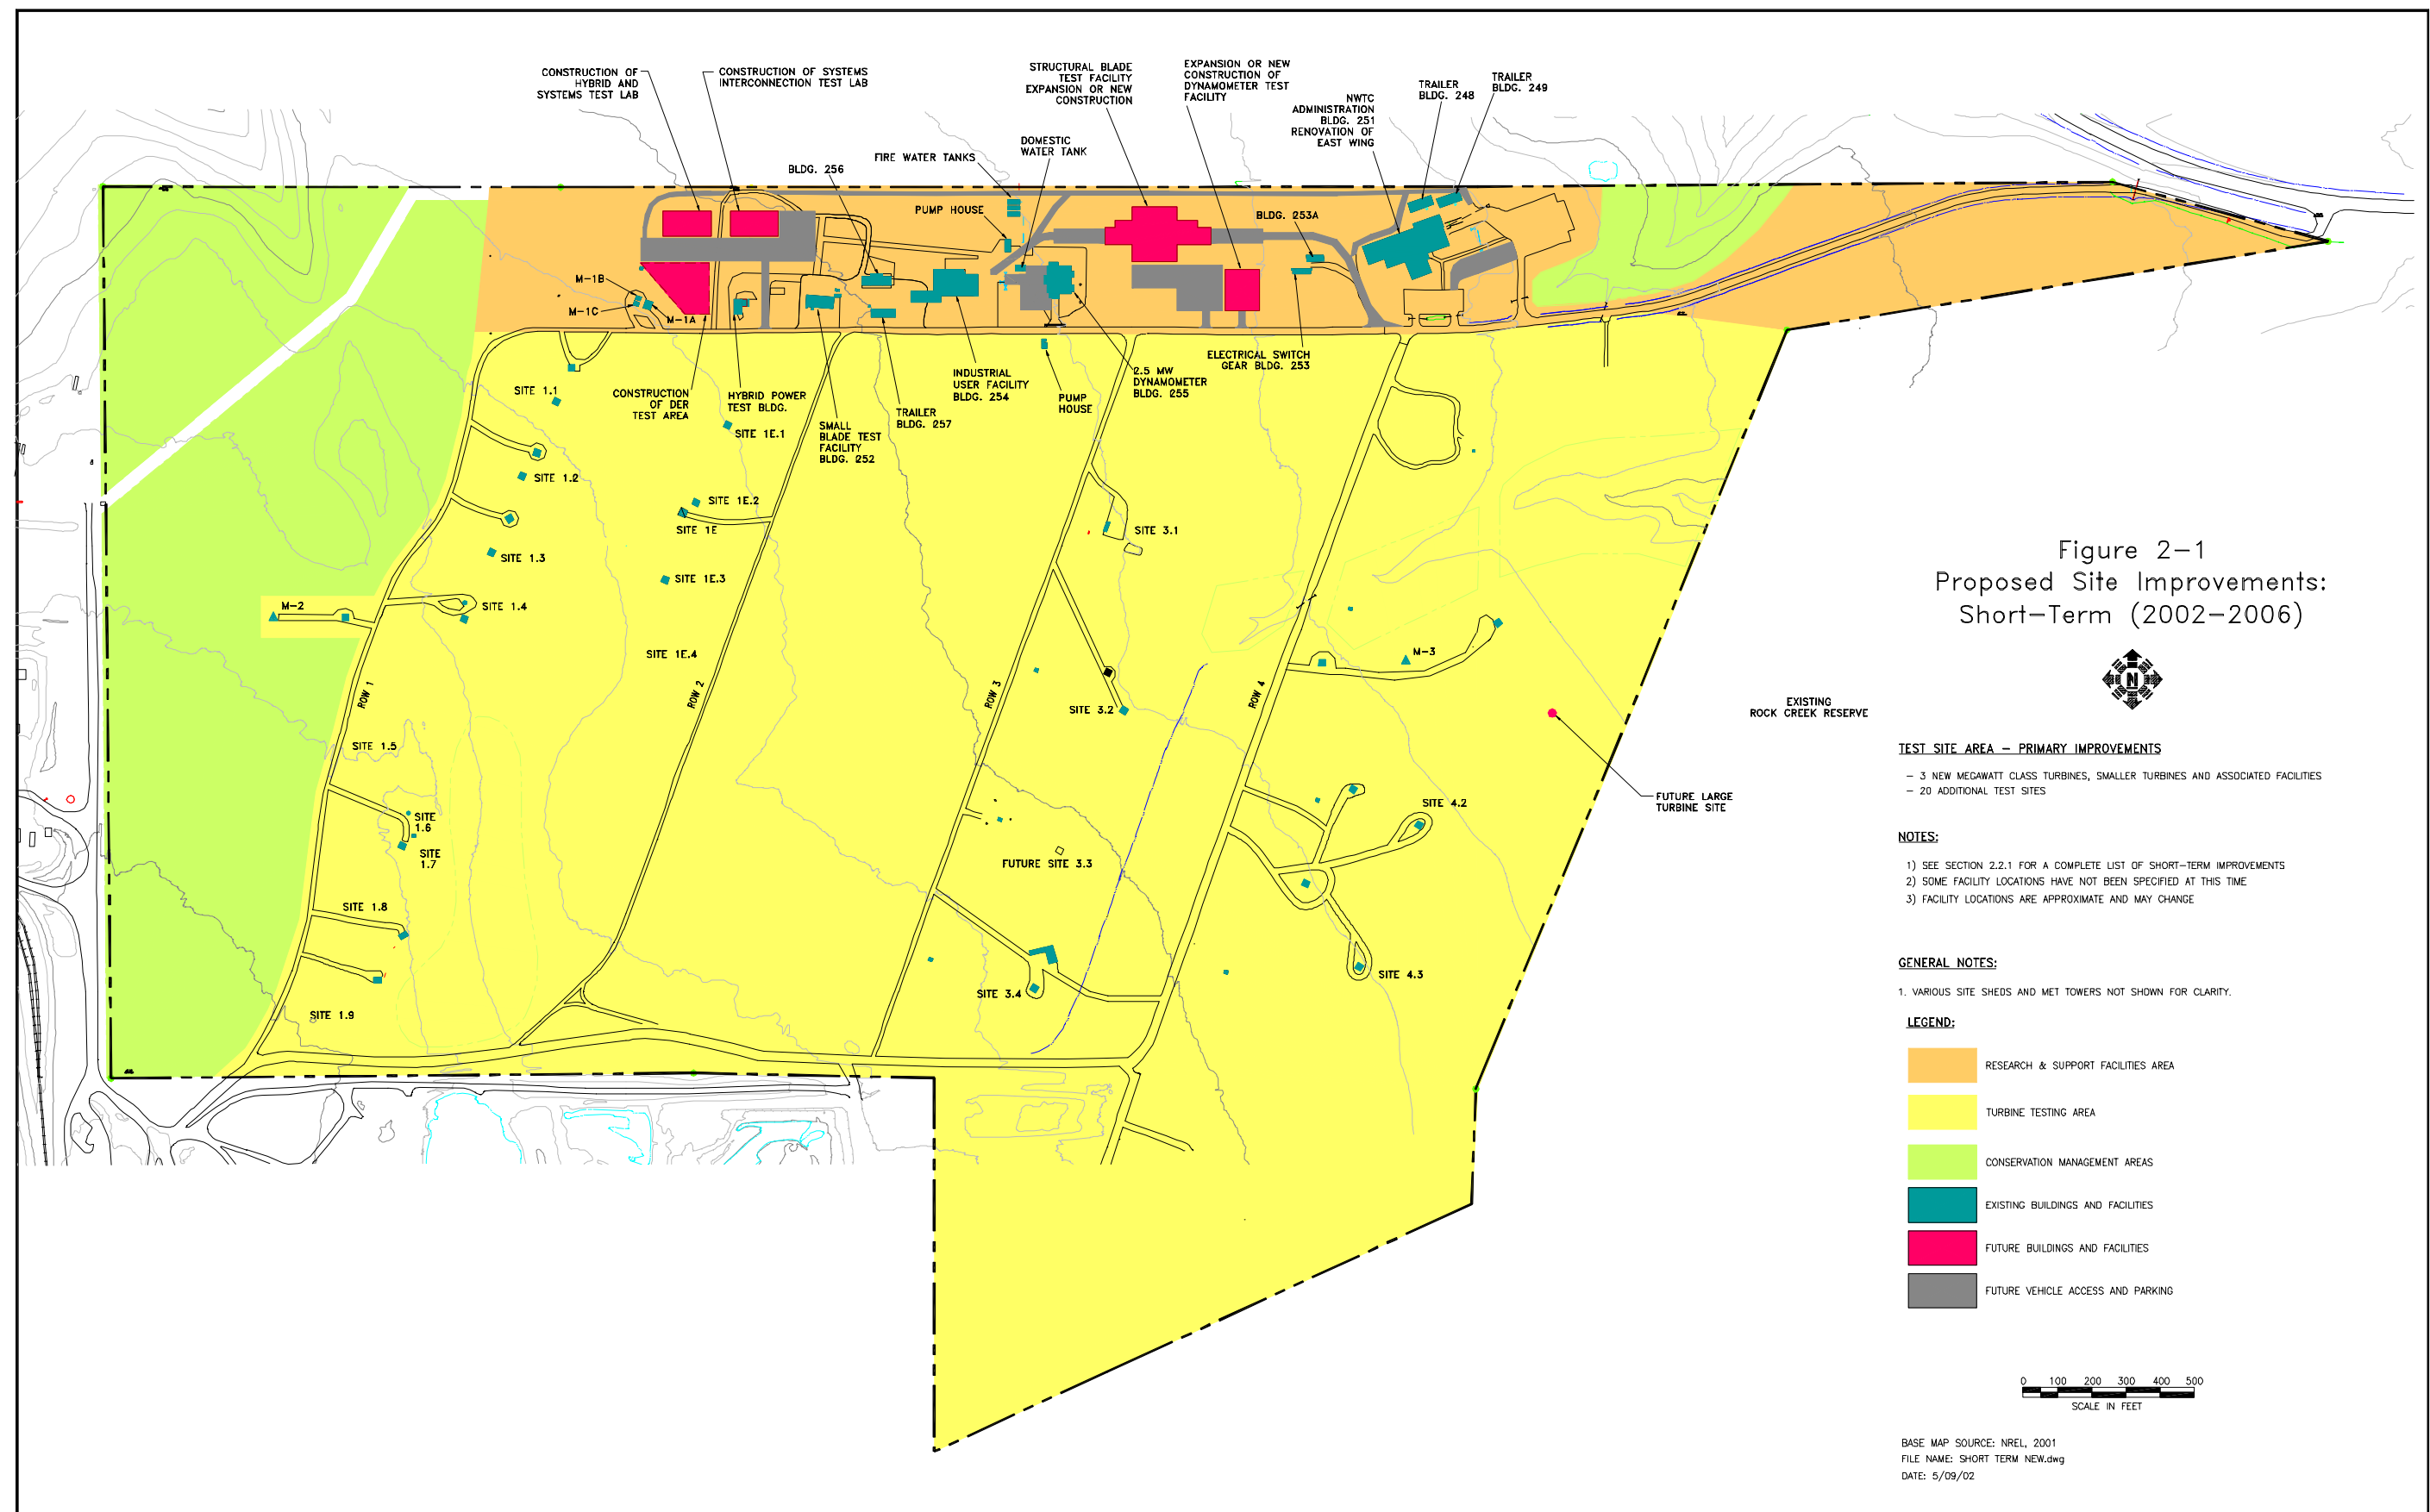 CONSTRUCTION OF
HYBRID AND
SYSTEMS TEST LAB
CONSTRUCTION OF SYSTEMS
INTERCONNECTION TEST LAB
STRUCTURAL BLADE
TEST FACILITY
EXPANSION OR NEW
CONSTRUCTION
EXPANSION OR NEW
CONSTRUCTION OF
DYNAMOMETER TEST
FACILITY
NWTC
ADMINISTRATION
BLDG. 251
RENOVATION OF
EAST WING
TRAILER
BLDG. 248
TRAILER
BLDG. 249
DOMESTIC
WATER TANK
FIRE WATER TANKS
BLDG. 256
PUMP HOUSE
BLDG. 253A
M-1B
M-1C
M-1A
CONSTRUCTION
OF DER
TEST AREA
HYBRID POWER
TEST BLDG.
SMALL
BLADE TEST
FACILITY
BLDG. 252
TRAILER
BLDG. 257
INDUSTRIAL
USER FACILITY
BLDG. 254
PUMP
HOUSE
2.5 MW
DYNAMOMETER
BLDG. 255
ELECTRICAL SWITCH
GEAR BLDG. 253
SITE 1.1
SITE 1E.1
SITE 1.2
SITE 1E.2
SITE 1E
SITE 3.1
SITE 1.3
SITE 1E.3
M-2
SITE 1.4
SITE 1E.4
M-3
ROW 1
ROW 2
ROW 3
ROW 4
SITE 3.2
SITE 1.5
EXISTING
ROCK CREEK RESERVE
FUTURE LARGE
TURBINE SITE
SITE
1.6
SITE
1.7
SITE 4.2
FUTURE SITE 3.3
SITE 1.8
SITE 3.4
SITE 4.3
SITE 1.9
Figure 2-1
Proposed Site Improvements:
Short-Term (2002-2006)
N
TEST SITE AREA - PRIMARY IMPROVEMENTS
- 3 NEW MEGAWATT CLASS TURBINES, SMALLER TURBINES AND ASSOCIATED FACILITIES
- 20 ADDITIONAL TEST SITES
NOTES:
1) SEE SECTION 2.2.1 FOR A COMPLETE LIST OF SHORT-TERM IMPROVEMENTS
2) SOME FACILITY LOCATIONS HAVE NOT BEEN SPECIFIED AT THIS TIME
3) FACILITY LOCATIONS ARE APPROXIMATE AND MAY CHANGE
GENERAL NOTES:
1. VARIOUS SITE SHEDS AND MET TOWERS NOT SHOWN FOR CLARITY.
LEGEND:
RESEARCH & SUPPORT FACILITIES AREA
TURBINE TESTING AREA
CONSERVATION MANAGEMENT AREAS
EXISTING BUILDINGS AND FACILITIES
FUTURE BUILDINGS AND FACILITIES
FUTURE VEHICLE ACCESS AND PARKING
0 100 200 300 400 500
SCALE IN FEET
BASE MAP SOURCE: NREL, 2001
FILE NAME: SHORT TERM NEW.dwg
DATE: 5/09/02